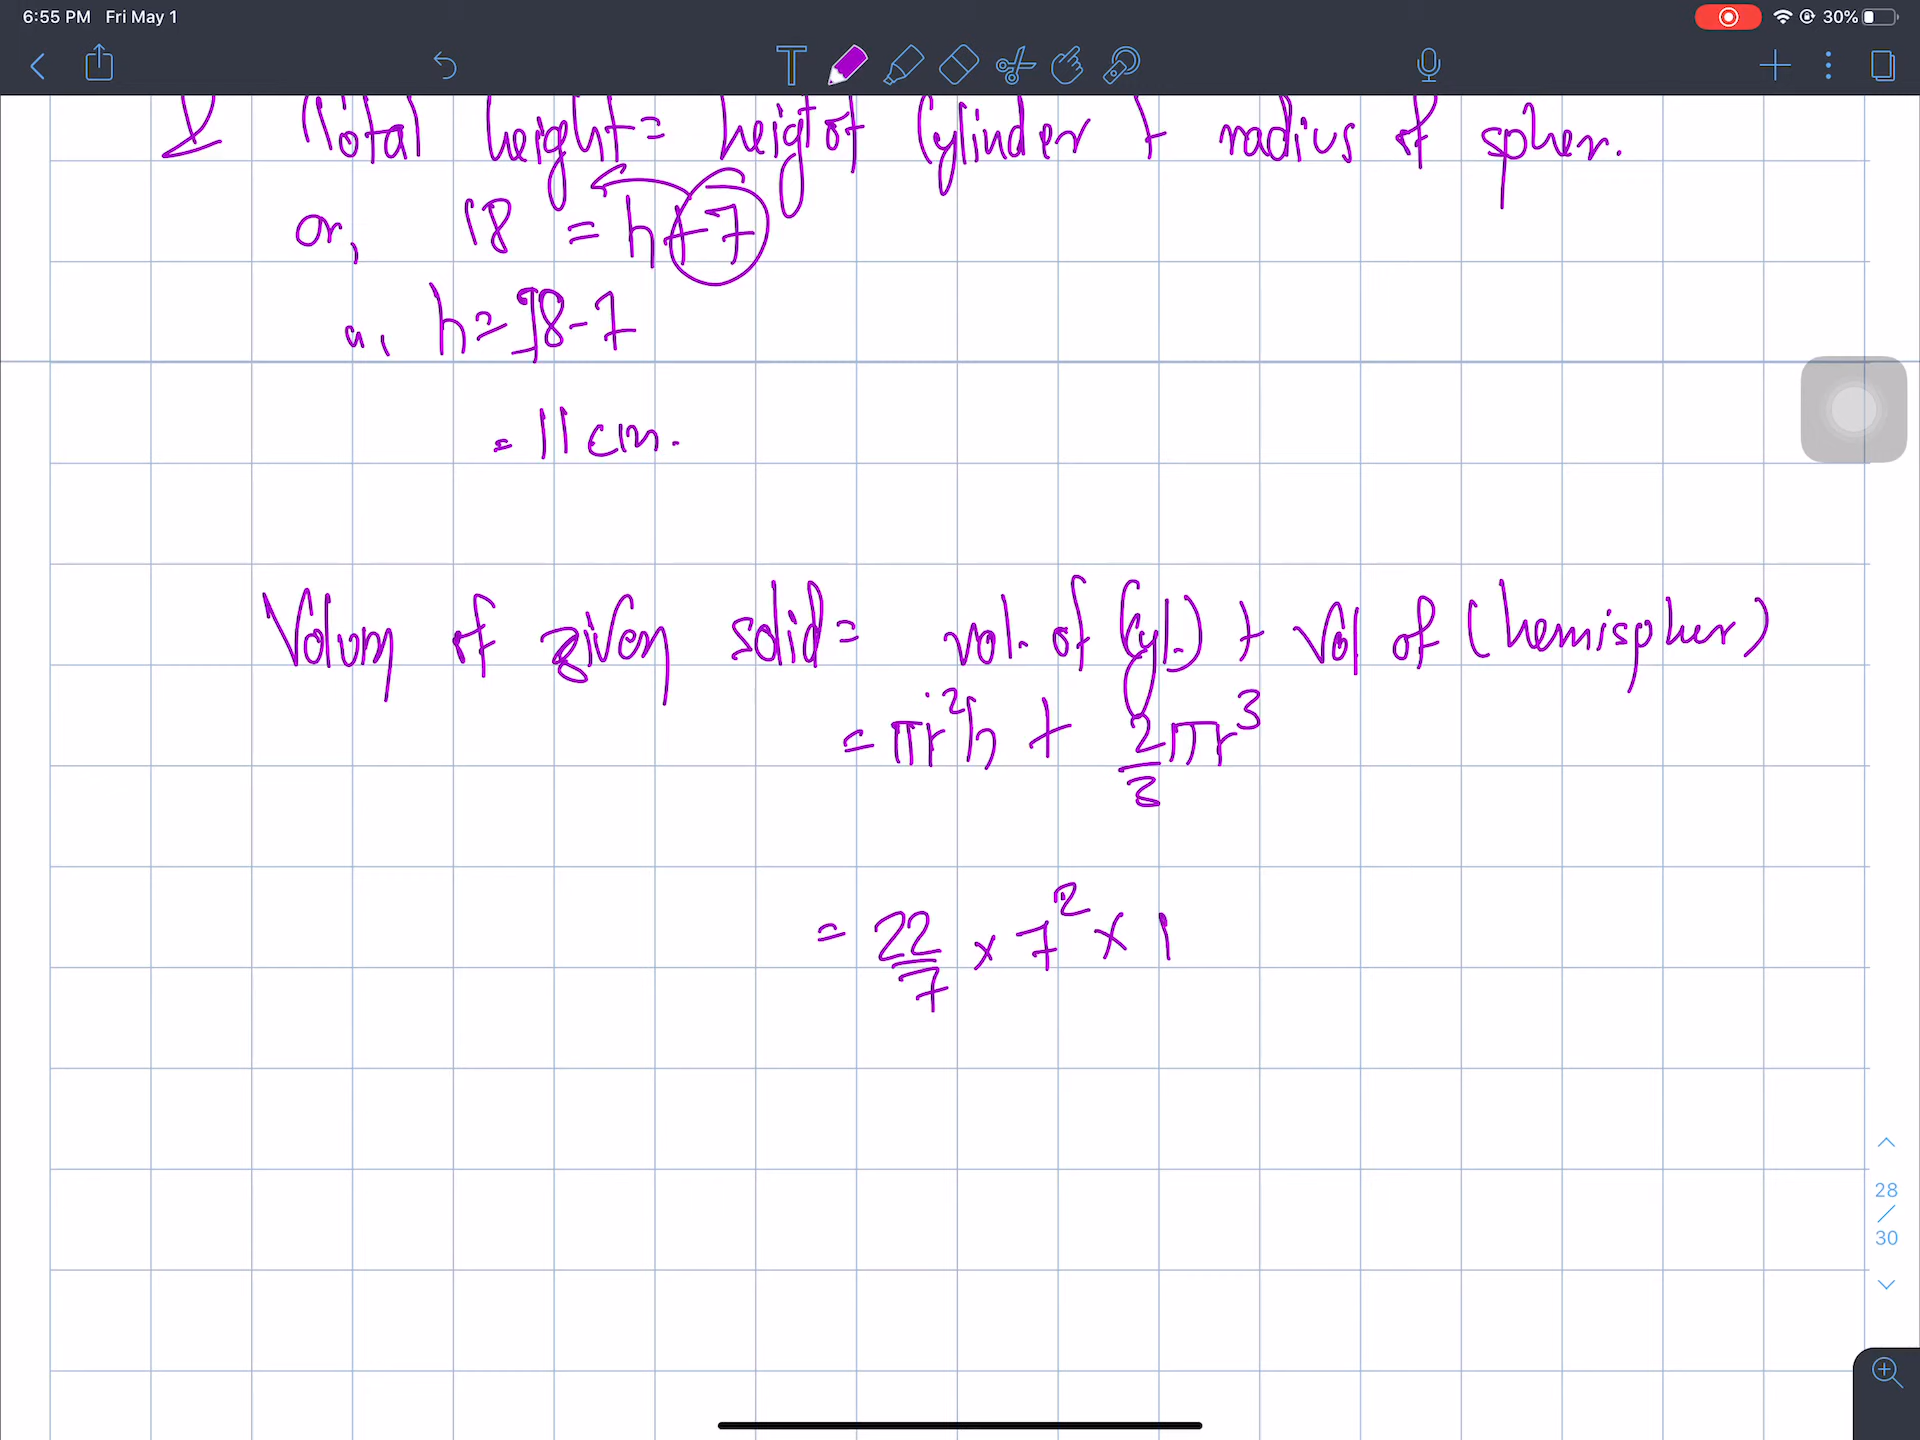 6:55 PM Fri May 1
30%
Total height = heigt of Cylinder + radius of spher.
or, 18 = h + 7
h = 18 - 7
= 11 cm.
Volum of given solid = vol. of (cyl.) + Vol of (hemispher)
= πr²h + 2/3 πr³
= 22/7 × 7² × 1
28
/
30